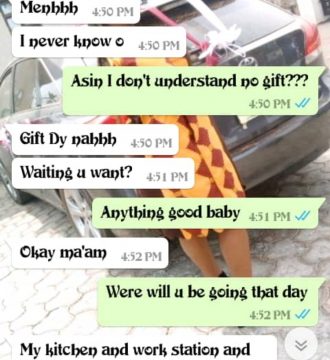 Menhhh 4:50 PM
I never know o 4:50 PM
Asin I don't understand no gift???
4:50 PM
Gift Dy nahhh 4:50 PM
Waiting u want? 4:51 PM
Anything good baby 4:51 PM
Okay ma'am 4:52 PM
Were will u be going that day
4:52 PM
My kitchen and work station and